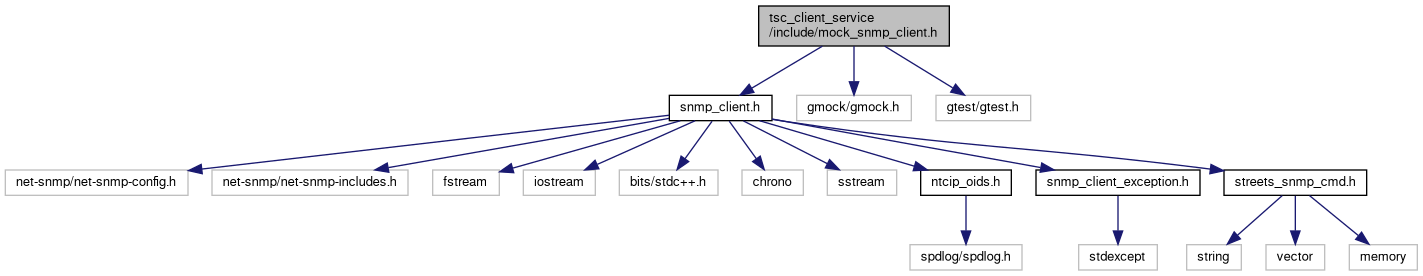 tsc_client_service
/include/mock_snmp_client.h
snmp_client.h
gmock/gmock.h
gtest/gtest.h
net-snmp/net-snmp-config.h
net-snmp/net-snmp-includes.h
fstream
iostream
bits/stdc++.h
chrono
sstream
ntcip_oids.h
snmp_client_exception.h
streets_snmp_cmd.h
spdlog/spdlog.h
stdexcept
string
vector
memory